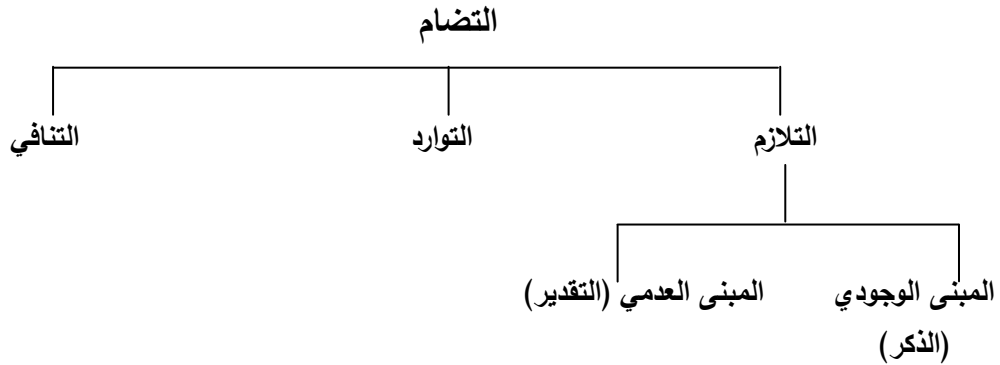 التضام
التلازم
التوارد
التنافي
المبنى الوجودي
(الذكر)
المبنى العدمي (التقدير)